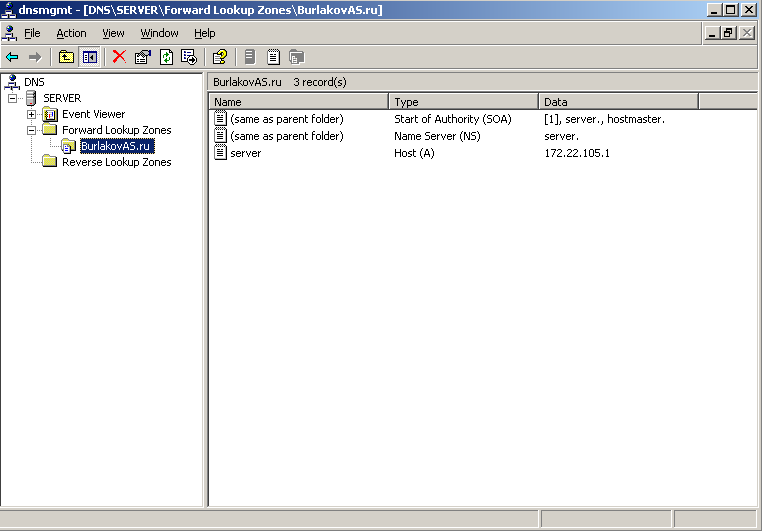 dnsmgmt - [DNS\SERVER\Forward Lookup Zones\BurlakovAS.ru]
File Action View Window Help
DNS
SERVER
Event Viewer
Forward Lookup Zones
BurlakovAS.ru
Reverse Lookup Zones
BurlakovAS.ru 3 record(s)
Name Type Data
(same as parent folder) Start of Authority (SOA) [1], server., hostmaster.
(same as parent folder) Name Server (NS) server.
server Host (A) 172.22.105.1